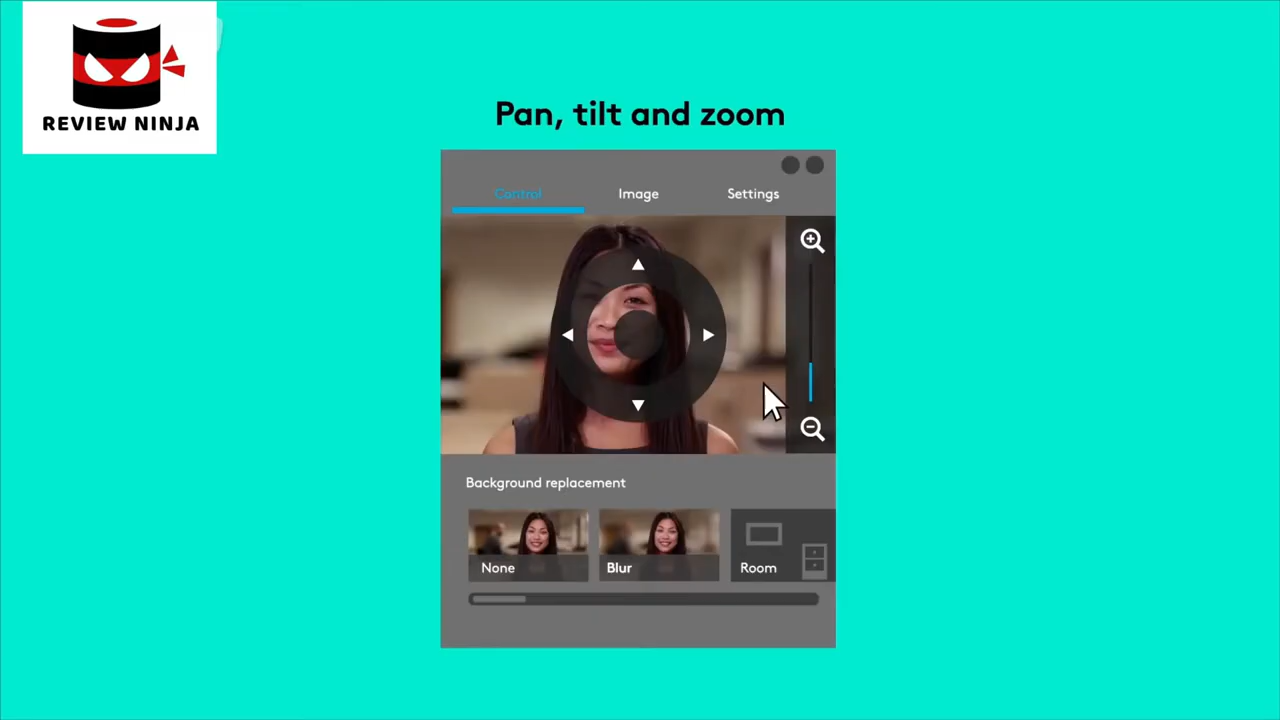 REVIEW NINJA
Pan, tilt and zoom
Control Image Settings
Background replacement
None Blur Room